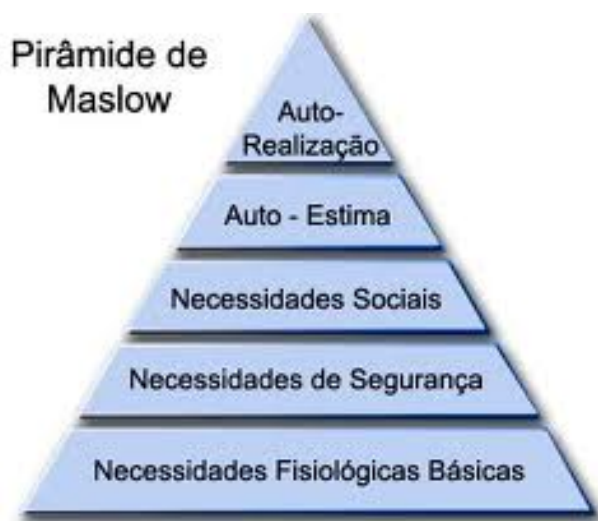 Pirâmide de
Maslow
Auto-
Realização
Auto - Estima
Necessidades Sociais
Necessidades de Segurança
Necessidades Fisiológicas Básicas